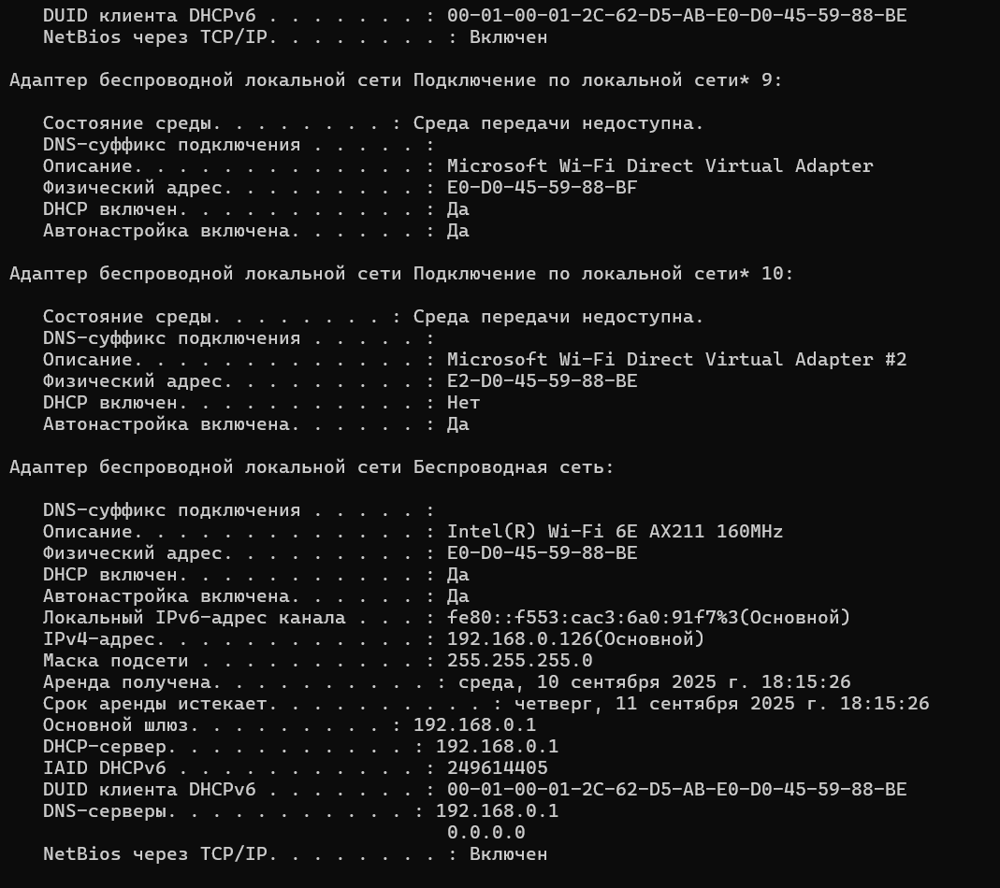 DUID клиента DHCPv6 . . . . . . . : 00-01-00-01-2C-62-D5-AB-E0-D0-45-59-88-BE
NetBios через TCP/IP. . . . . . . . : Включен
Адаптер беспроводной локальной сети Подключение по локальной сети* 9:
Состояние среды. . . . . . . . : Среда передачи недоступна.
DNS-суффикс подключения . . . . . :
Описание. . . . . . . . . . . . . : Microsoft Wi-Fi Direct Virtual Adapter
Физический адрес. . . . . . . . . : E0-D0-45-59-88-BF
DHCP включен. . . . . . . . . . . : Да
Автонастройка включена. . . . . . : Да
Адаптер беспроводной локальной сети Подключение по локальной сети* 10:
Состояние среды. . . . . . . . : Среда передачи недоступна.
DNS-суффикс подключения . . . . . :
Описание. . . . . . . . . . . . . : Microsoft Wi-Fi Direct Virtual Adapter #2
Физический адрес. . . . . . . . . : E2-D0-45-59-88-BE
DHCP включен. . . . . . . . . . . : Нет
Автонастройка включена. . . . . . : Да
Адаптер беспроводной локальной сети Беспроводная сеть:
DNS-суффикс подключения . . . . . :
Описание. . . . . . . . . . . . . : Intel(R) Wi-Fi 6E AX211 160MHz
Физический адрес. . . . . . . . . : E0-D0-45-59-88-BE
DHCP включен. . . . . . . . . . . : Да
Автонастройка включена. . . . . . : Да
Локальный IPv6-адрес канала . . . : fe80::f553:cac3:6a0:91f7%3(Основной)
IPv4-адрес. . . . . . . . . . . . : 192.168.0.126(Основной)
Маска подсети . . . . . . . . . . : 255.255.255.0
Аренда получена. . . . . . . . . . : среда, 10 сентября 2025 г. 18:15:26
Срок аренды истекает. . . . . . . . . . : четверг, 11 сентября 2025 г. 18:15:26
Основной шлюз. . . . . . . . . : 192.168.0.1
DHCP-сервер. . . . . . . . . . . : 192.168.0.1
IAID DHCPv6 . . . . . . . . . . . : 249614405
DUID клиента DHCPv6 . . . . . . . : 00-01-00-01-2C-62-D5-AB-E0-D0-45-59-88-BE
DNS-серверы. . . . . . . . . . . : 192.168.0.1
0.0.0.0
NetBios через TCP/IP. . . . . . . . : Включен